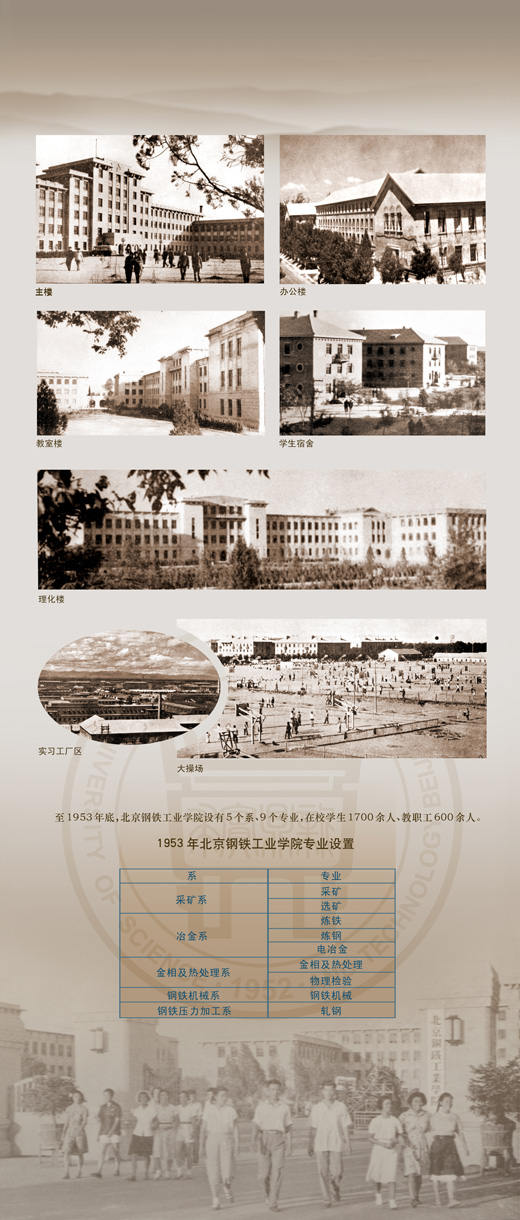 主楼
办公楼
教室楼
学生宿舍
理化楼
实习工厂区
大操场
至1953年底,北京钢铁工业学院设有5个系、9个专业,在校学生1700余人、教职工600余人。
1953年北京钢铁工业学院专业设置
系 专业
采矿系 采矿
选矿
冶金系 炼铁
炼钢
电冶金
金相及热处理系 金相及热处理
物理检验
钢铁机械系 钢铁机械
钢铁压力加工系 轧钢
UNIVERSITY OF SCIENCE
TECHNOLOGY BEIJING
1952
北京鋼鐵工業